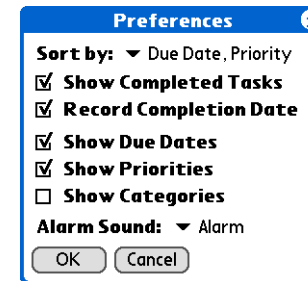 Preferences
Sort by: Due Date, Priority
Show Completed Tasks
Record Completion Date
Show Due Dates
Show Priorities
Show Categories
Alarm Sound: Alarm
OK Cancel